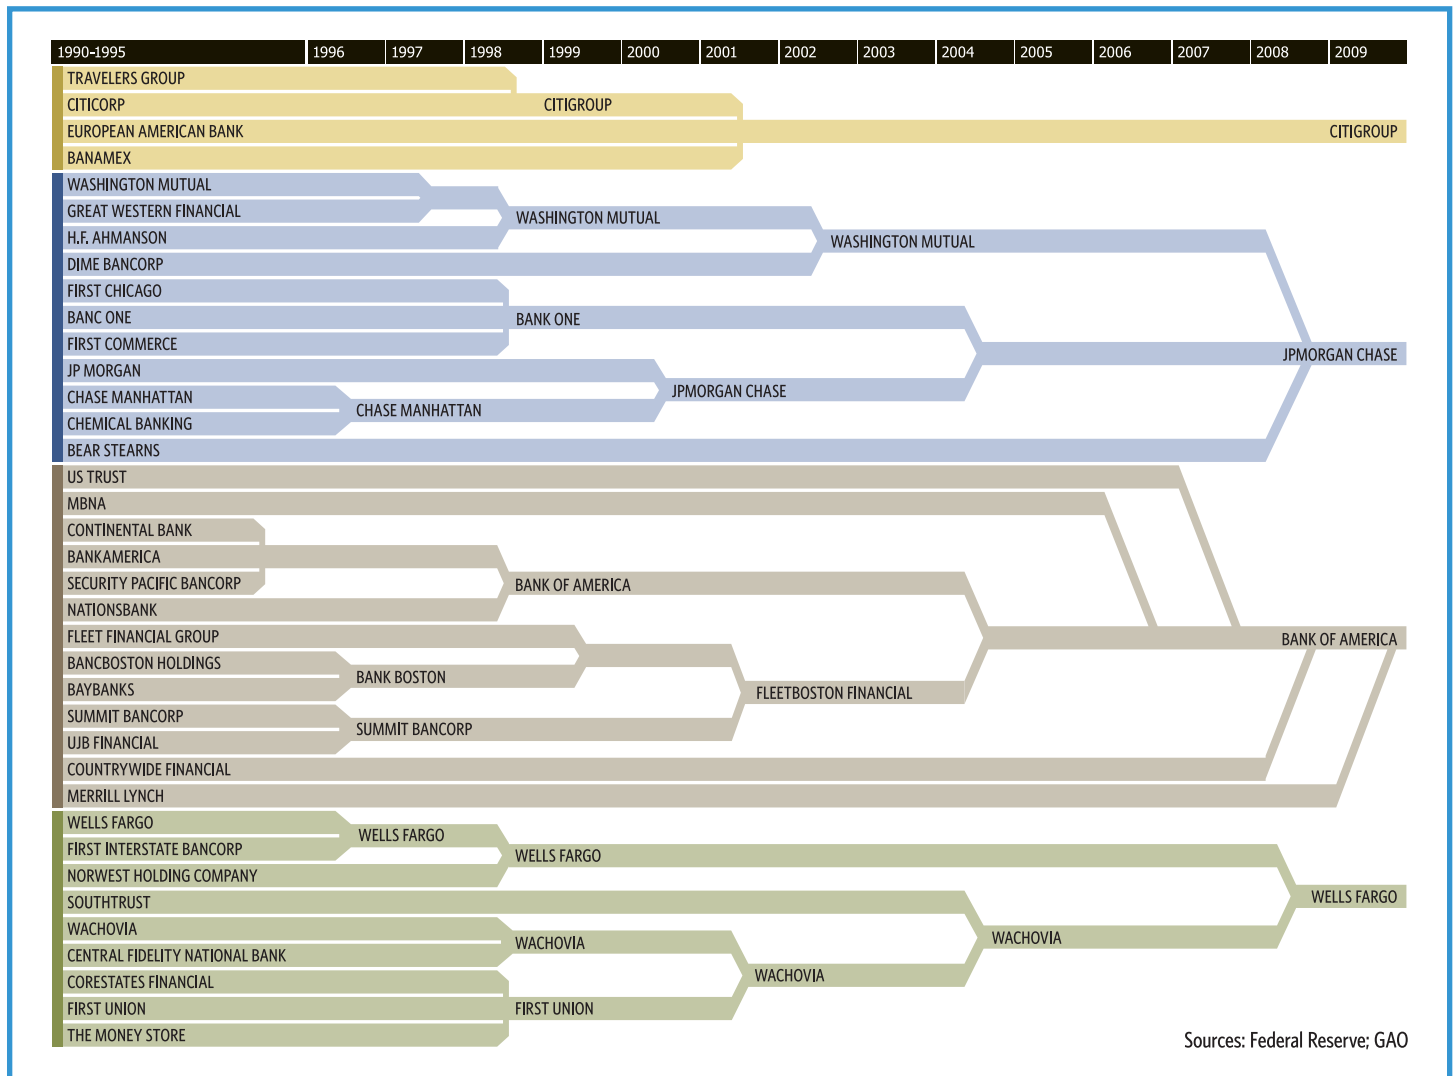 1990-1995 1996 1997 1998 1999 2000 2001 2002 2003 2004 2005 2006 2007 2008 2009
TRAVELERS GROUP
CITICORP CITIGROUP
EUROPEAN AMERICAN BANK CITIGROUP
BANAMEX
WASHINGTON MUTUAL
GREAT WESTERN FINANCIAL WASHINGTON MUTUAL
H.F. AHMANSON WASHINGTON MUTUAL
DIME BANCORP
FIRST CHICAGO
BANC ONE BANK ONE
FIRST COMMERCE JPMORGAN CHASE
JP MORGAN
CHASE MANHATTAN JPMORGAN CHASE
CHASE MANHATTAN
CHEMICAL BANKING
BEAR STEARNS
US TRUST
MBNA
CONTINENTAL BANK
BANKAMERICA
SECURITY PACIFIC BANCORP BANK OF AMERICA
NATIONSBANK
FLEET FINANCIAL GROUP BANK OF AMERICA
BANCBOSTON HOLDINGS
BANK BOSTON
BAYBANKS FLEETBOSTON FINANCIAL
SUMMIT BANCORP
SUMMIT BANCORP
UJB FINANCIAL
COUNTRYWIDE FINANCIAL
MERRILL LYNCH
WELLS FARGO
WELLS FARGO
FIRST INTERSTATE BANCORP WELLS FARGO
NORWEST HOLDING COMPANY
SOUTHTRUST WELLS FARGO
WACHOVIA
WACHOVIA WACHOVIA
CENTRAL FIDELITY NATIONAL BANK
CORESTATES FINANCIAL WACHOVIA
FIRST UNION FIRST UNION
THE MONEY STORE
Sources: Federal Reserve; GAO